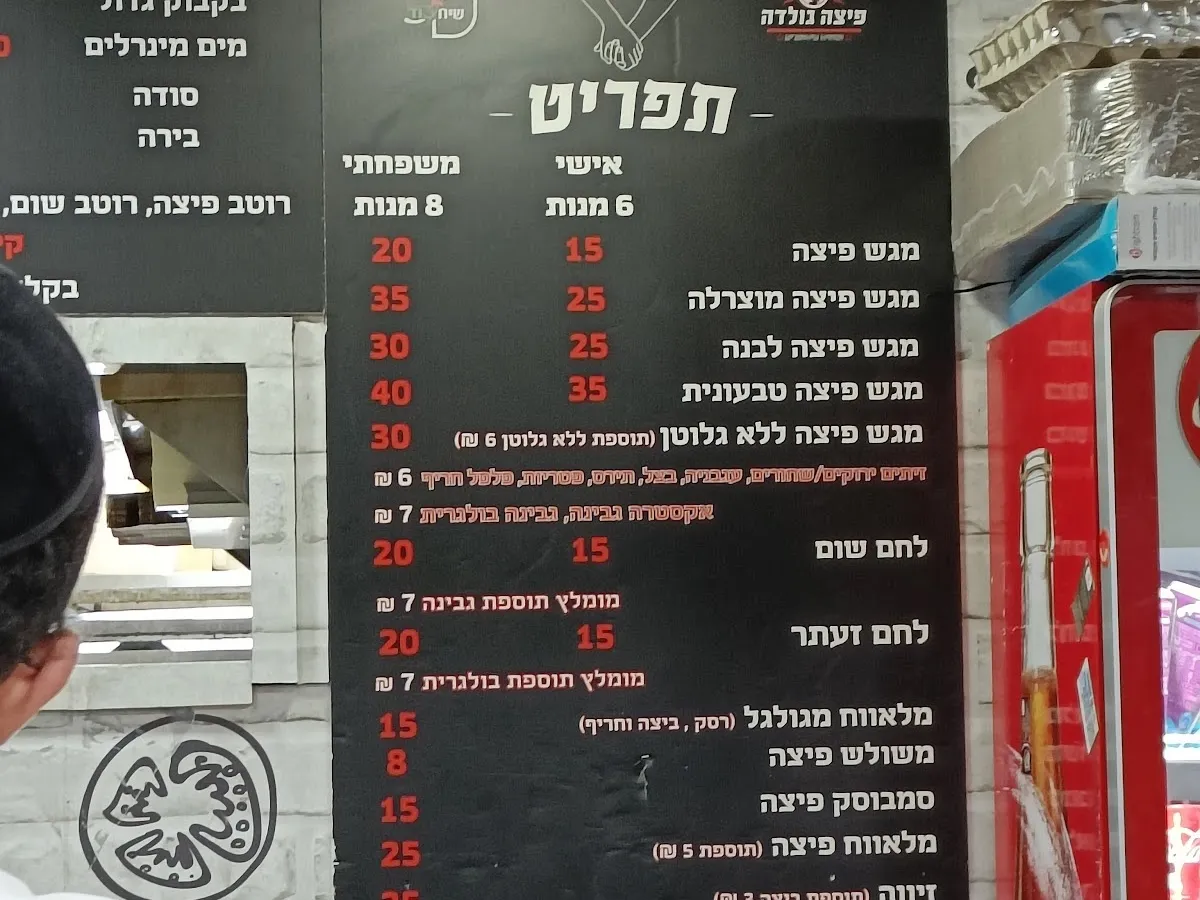 בקבוק גדול
מים מינרלים
סודה
בירה
רוטב פיצה, רוטב שום,
פיצה נולדה
תפריט
אישי משפחתי
6 מנות 8 מנות
מגש פיצה 15 20
מגש פיצה מוצרלה 25 35
מגש פיצה לבנה 25 30
מגש פיצה טבעונית 35 40
מגש פיצה ללא גלוטן (תוספת ללא גלוטן 6 ₪) 30
זיתים ירוקים/שחורים, עגבניה, בצל, תירס, פטריות, פלפל חריף 6 ₪
אקסטרה גבינה, גבינה בולגרית 7 ₪
לחם שום 15 20
מומלץ תוספת גבינה 7 ₪
לחם זעתר 15 20
מומלץ תוספת בולגרית 7 ₪
מלאווח מגולגל (רסק , ביצה וחריף) 15
משולש פיצה 8
סמבוסק פיצה 15
מלאווח פיצה (תוספת 5 ₪) 25
זיווה